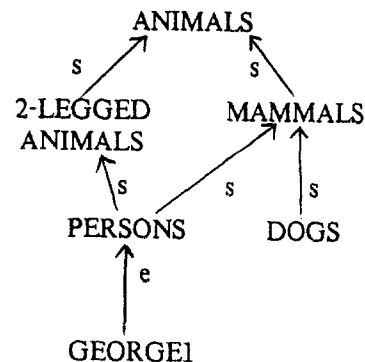 ANIMALS
s
s
2-LEGGED
ANIMALS
MAMMALS
s
s
s
PERSONS
DOGS
e
GEORGE1